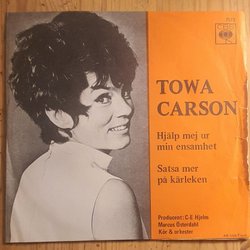 CBS
TOWA
CARSON
Hjälp mej ur
min ensamhet
Satsa mer
på kärleken
Producent: C-E Hjelm
Marcus Österdahl
Kör & orkester